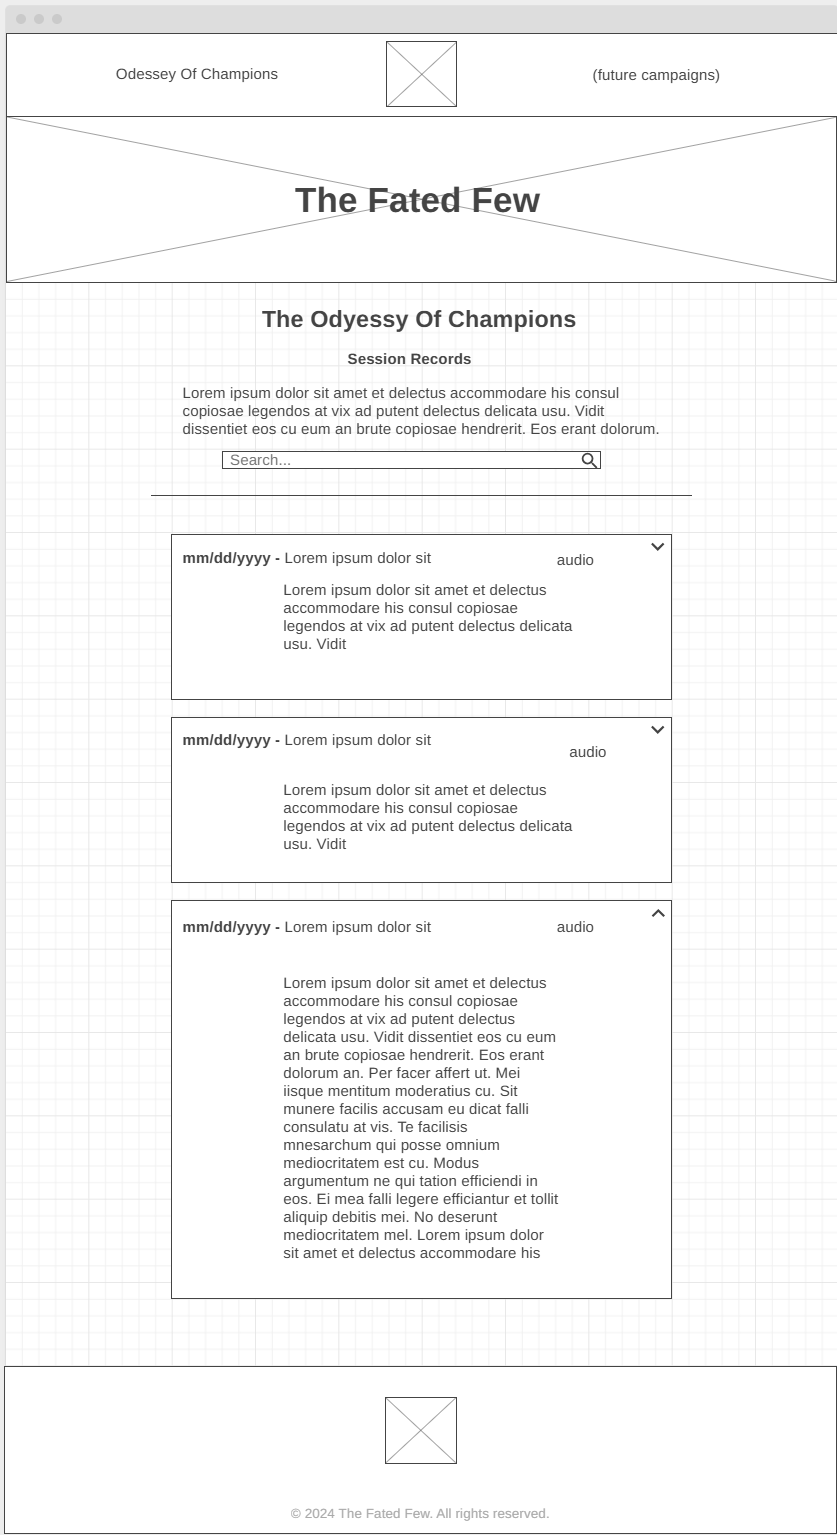 Odessey Of Champions
(future campaigns)
The Fated Few
The Odyessy Of Champions
Session Records
Lorem ipsum dolor sit amet et delectus accommodare his consul
copiosae legendos at vix ad putent delectus delicata usu. Vidit
dissentiet eos cu eum an brute copiosae hendrerit. Eos erant dolorum.
Search...
mm/dd/yyyy - Lorem ipsum dolor sit
audio
Lorem ipsum dolor sit amet et delectus
accommodare his consul copiosae
legendos at vix ad putent delectus delicata
usu. Vidit
mm/dd/yyyy - Lorem ipsum dolor sit
audio
Lorem ipsum dolor sit amet et delectus
accommodare his consul copiosae
legendos at vix ad putent delectus delicata
usu. Vidit
mm/dd/yyyy - Lorem ipsum dolor sit
audio
Lorem ipsum dolor sit amet et delectus
accommodare his consul copiosae
legendos at vix ad putent delectus
delicata usu. Vidit dissentiet eos cu eum
an brute copiosae hendrerit. Eos erant
dolorum an. Per facer affert ut. Mei
iisque mentitum moderatius cu. Sit
munere facilis accusam eu dicat falli
consulatu at vis. Te facilisis
mnesarchum qui posse omnium
mediocritatem est cu. Modus
argumentum ne qui tation efficiendi in
eos. Ei mea falli legere efficiantur et tollit
aliquip debitis mei. No deserunt
mediocritatem mel. Lorem ipsum dolor
sit amet et delectus accommodare his
© 2024 The Fated Few. All rights reserved.